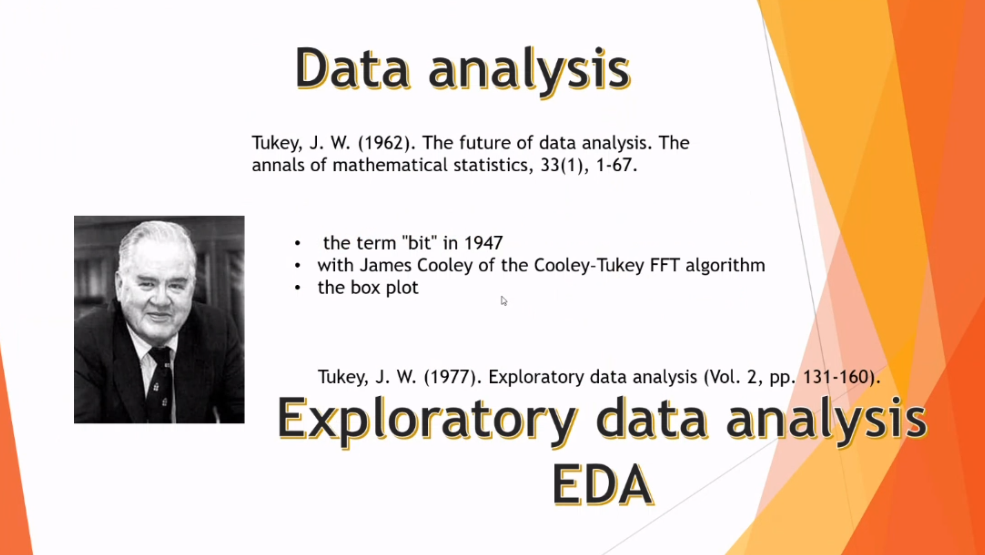 Data analysis
Tukey, J. W. (1962). The future of data analysis. The
annals of mathematical statistics, 33(1), 1-67.
• the term "bit" in 1947
• with James Cooley of the Cooley-Tukey FFT algorithm
• the box plot
Tukey, J. W. (1977). Exploratory data analysis (Vol. 2, pp. 131-160).
Exploratory data analysis
EDA